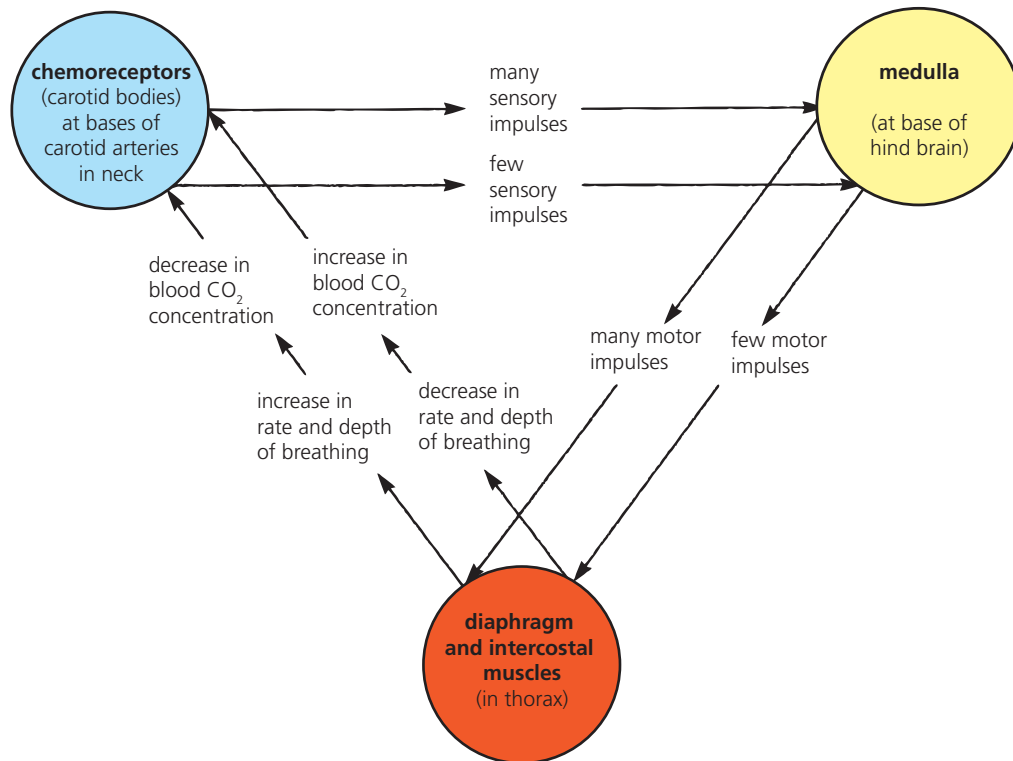 chemoreceptors
(carotid bodies)
at bases of
carotid arteries
in neck
many
sensory
impulses
few
sensory
impulses
medulla
(at base of
hind brain)
decrease in
blood CO₂
concentration
increase in
blood CO₂
concentration
many motor
impulses
few motor
impulses
increase in
rate and depth
of breathing
decrease in
rate and depth
of breathing
diaphragm
and intercostal
muscles
(in thorax)